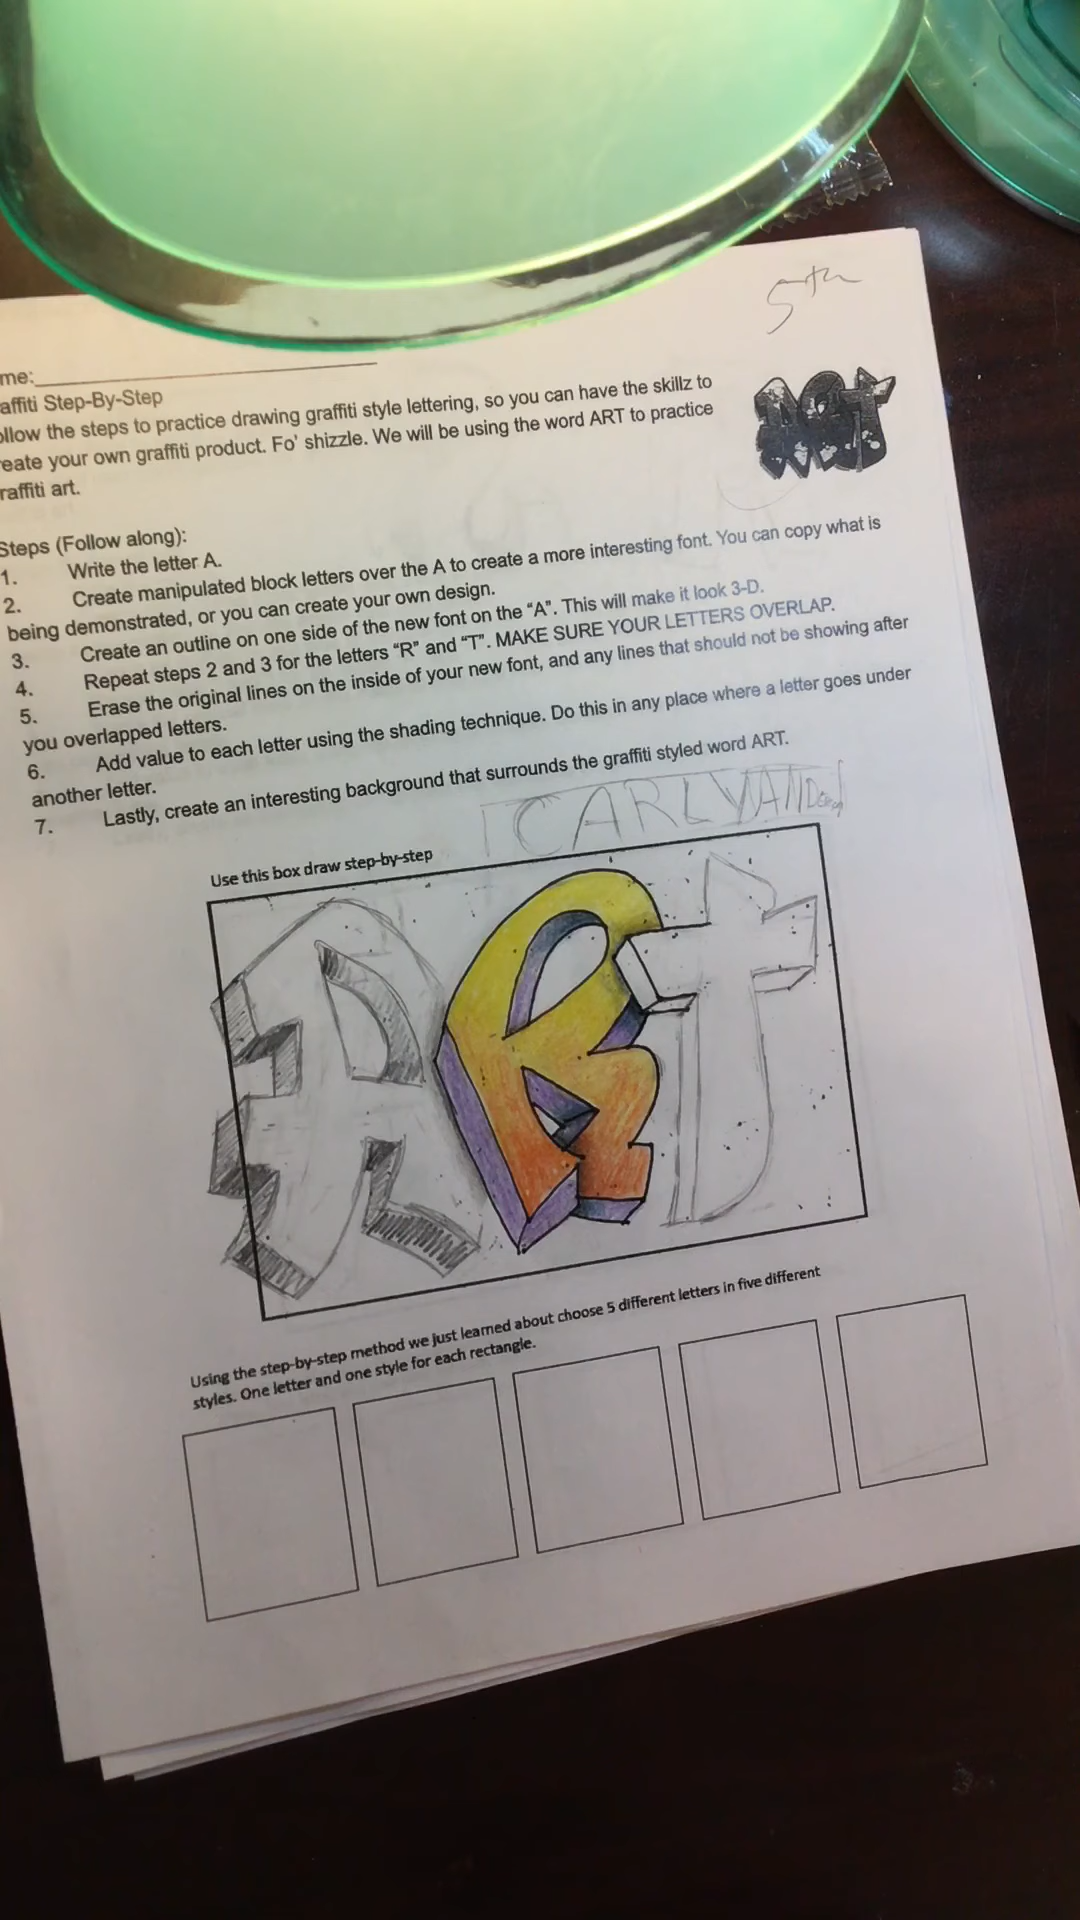 5th
me:
affiti Step-By-Step
ollow the steps to practice drawing graffiti style lettering, so you can have the skillz to
reate your own graffiti product. Fo' shizzle. We will be using the word ART to practice
raffiti art.
ART
Steps (Follow along):
1. Write the letter A.
2. Create manipulated block letters over the A to create a more interesting font. You can copy what is
being demonstrated, or you can create your own design.
3. Create an outline on one side of the new font on the “A”. This will make it look 3-D.
4. Repeat steps 2 and 3 for the letters “R” and “T”. MAKE SURE YOUR LETTERS OVERLAP.
5. Erase the original lines on the inside of your new font, and any lines that should not be showing after
you overlapped letters.
6. Add value to each letter using the shading technique. Do this in any place where a letter goes under
another letter.
7. Lastly, create an interesting background that surrounds the graffiti styled word ART.
Use this box draw step-by-step
ARt
Using the step-by-step method we just learned about choose 5 different letters in five different
styles. One letter and one style for each rectangle.